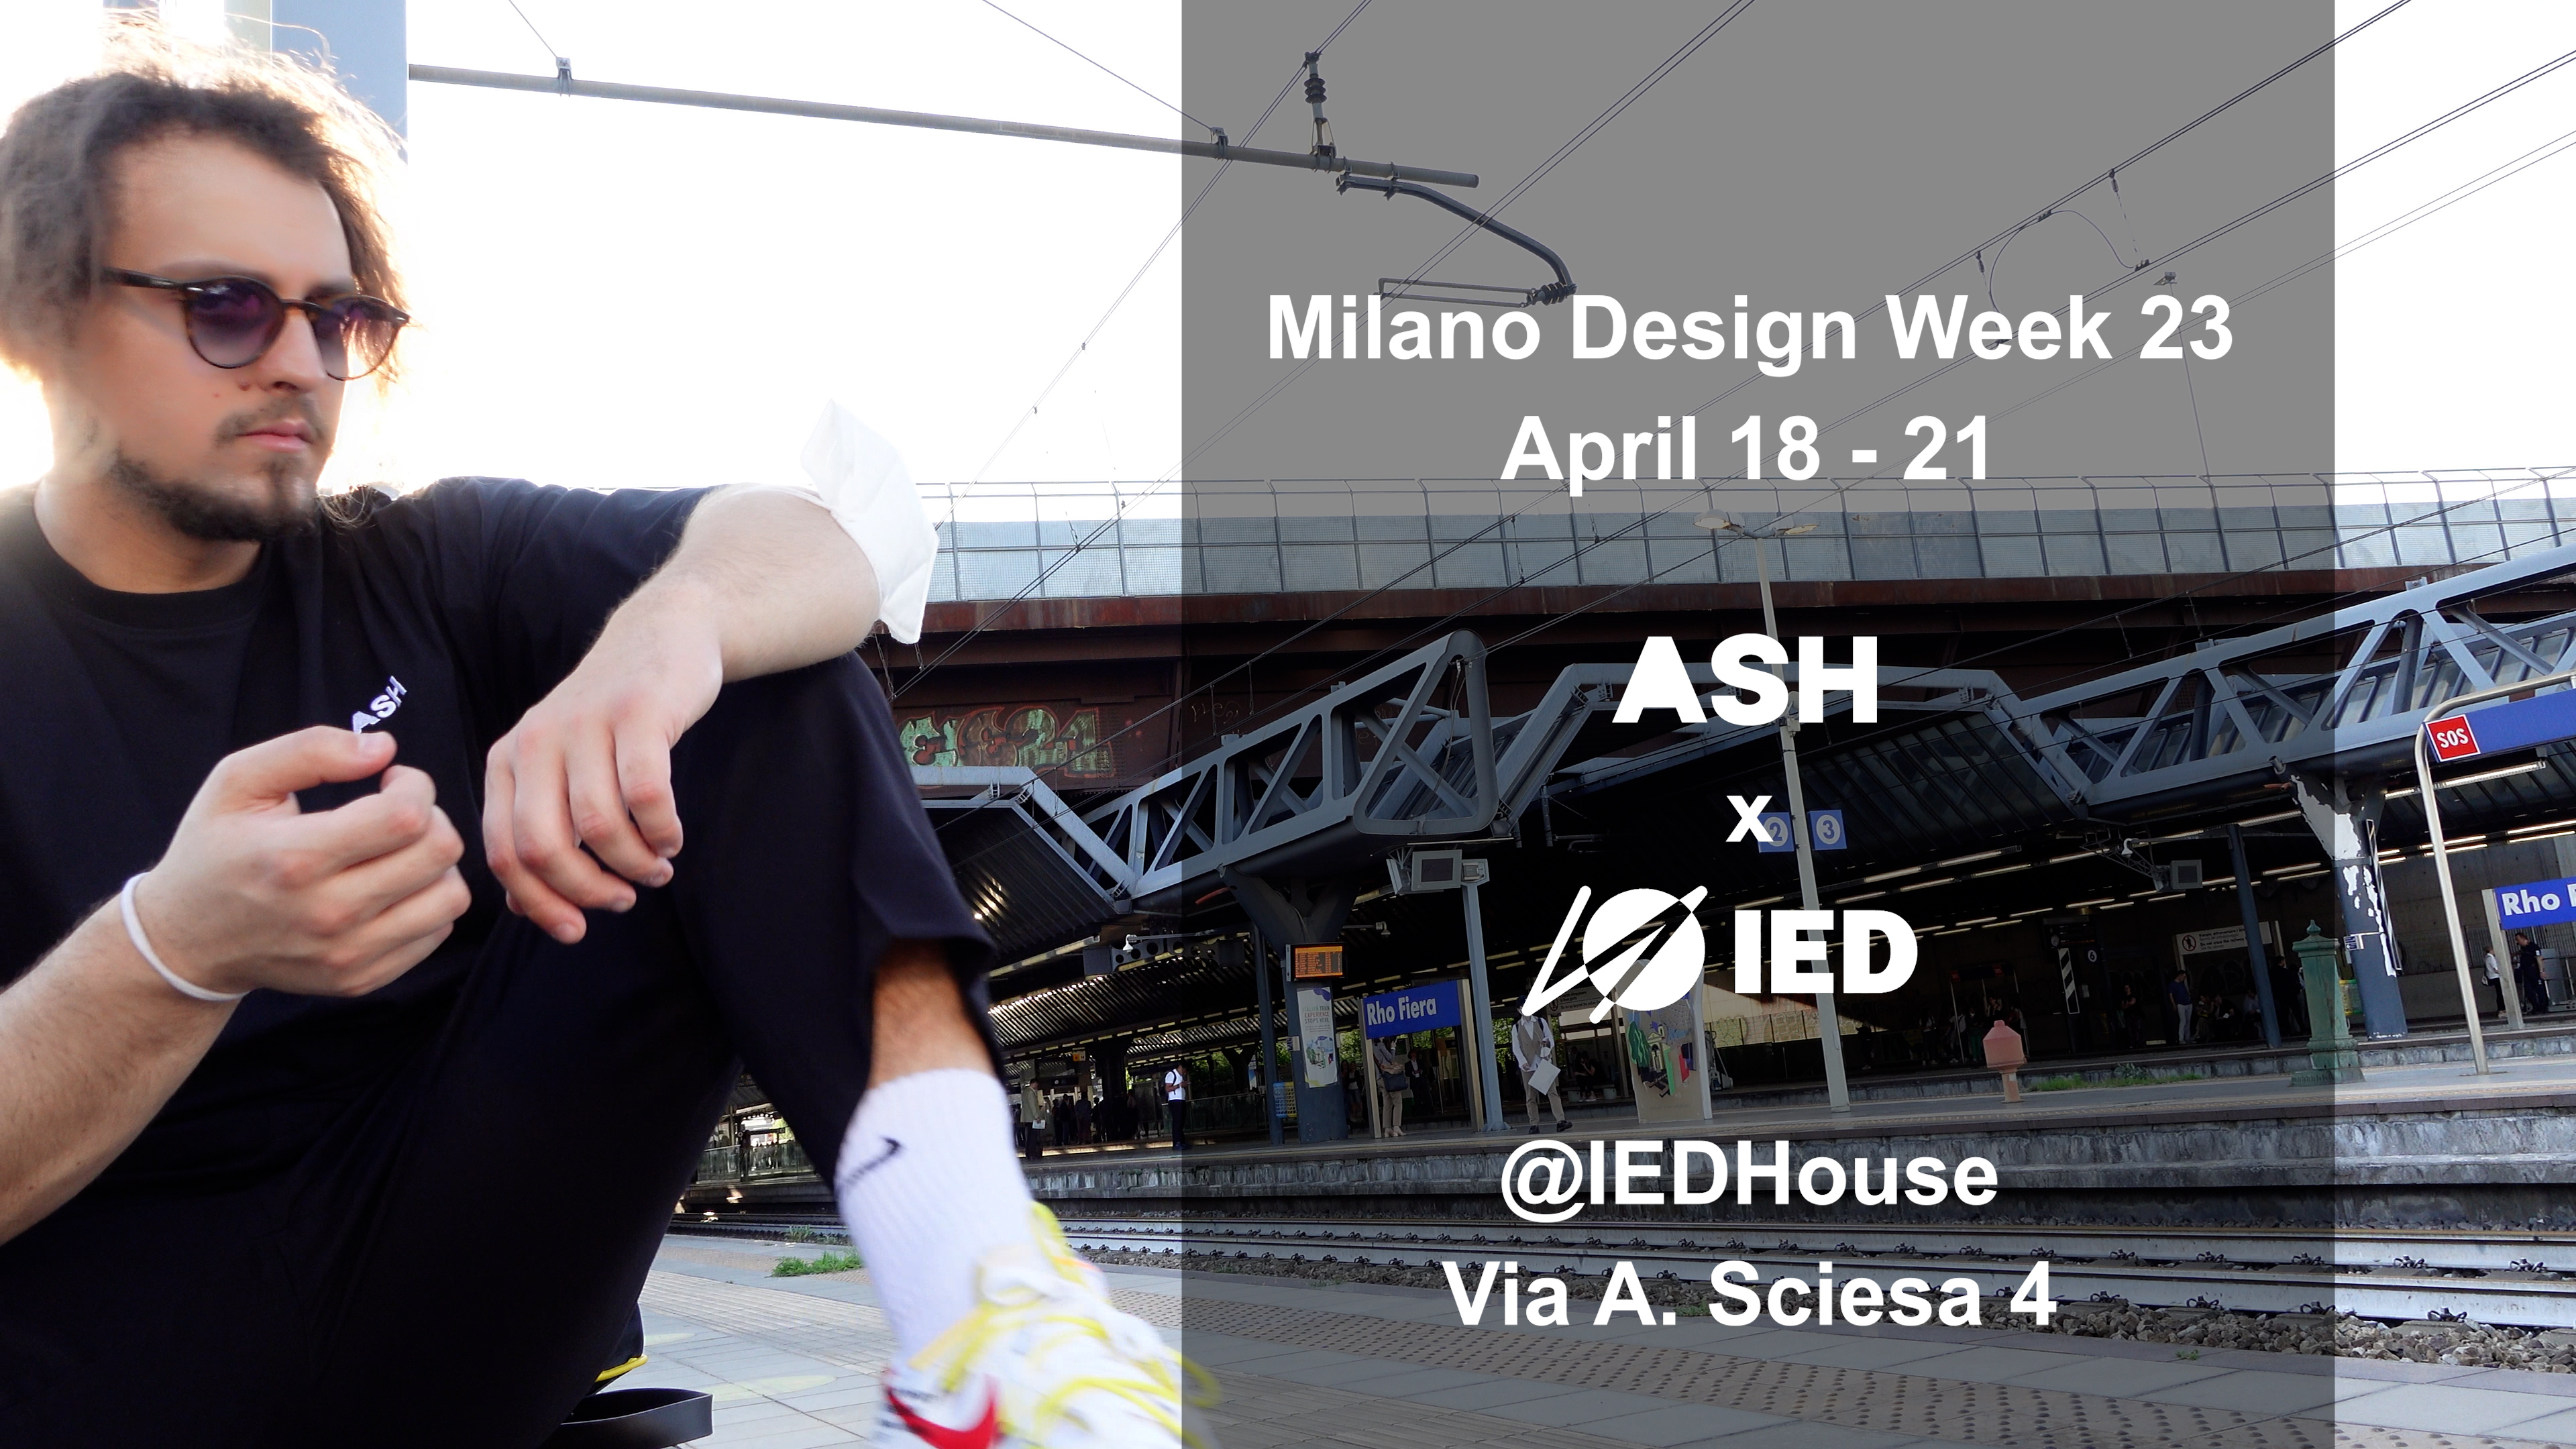 Milano Design Week 23
April 18 - 21
ASH
x
IED
@IEDHouse
Via A. Sciesa 4
ASH
SOS
2
3
Rho Fiera
Rho F